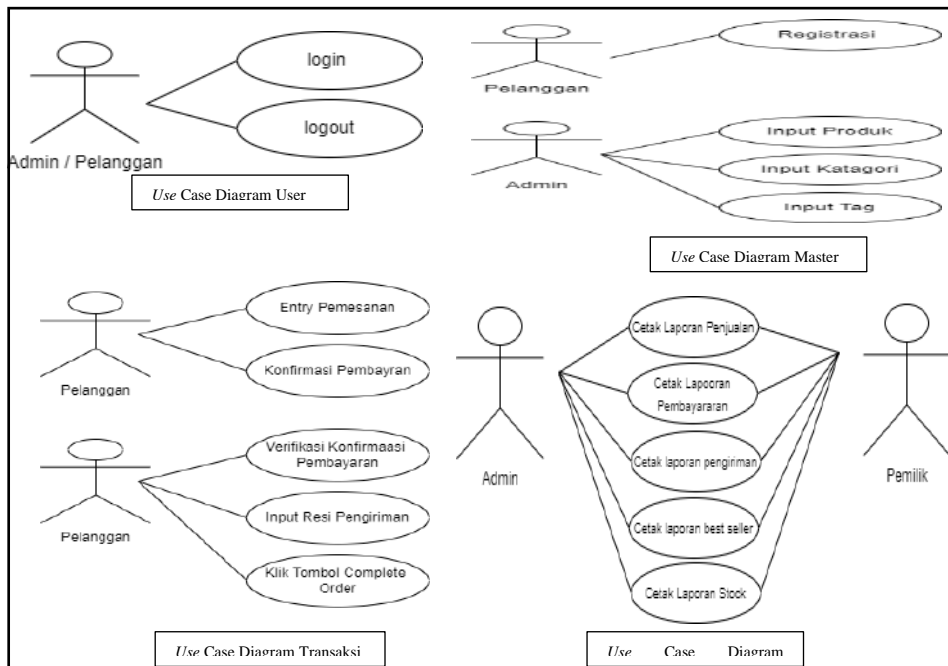 login
logout
Admin / Pelanggan
Use Case Diagram User
Registrasi
Pelanggan
Input Produk
Input Katagori
Input Tag
Admin
Use Case Diagram Master
Entry Pemesanan
Konfirmasi Pembayran
Pelanggan
Verifikasi Konfirmaasi
Pembayaran
Input Resi Pengiriman
Klik Tombol Complete
Order
Pelanggan
Use Case Diagram Transaksi
Cetak Laporan Penjualan
Cetak Lapooran
Pembayararan
Cetak laporan pengiriman
Cetak laporan best seller
Cetak Laporan Stock
Admin
Pemilik
Use Case Diagram